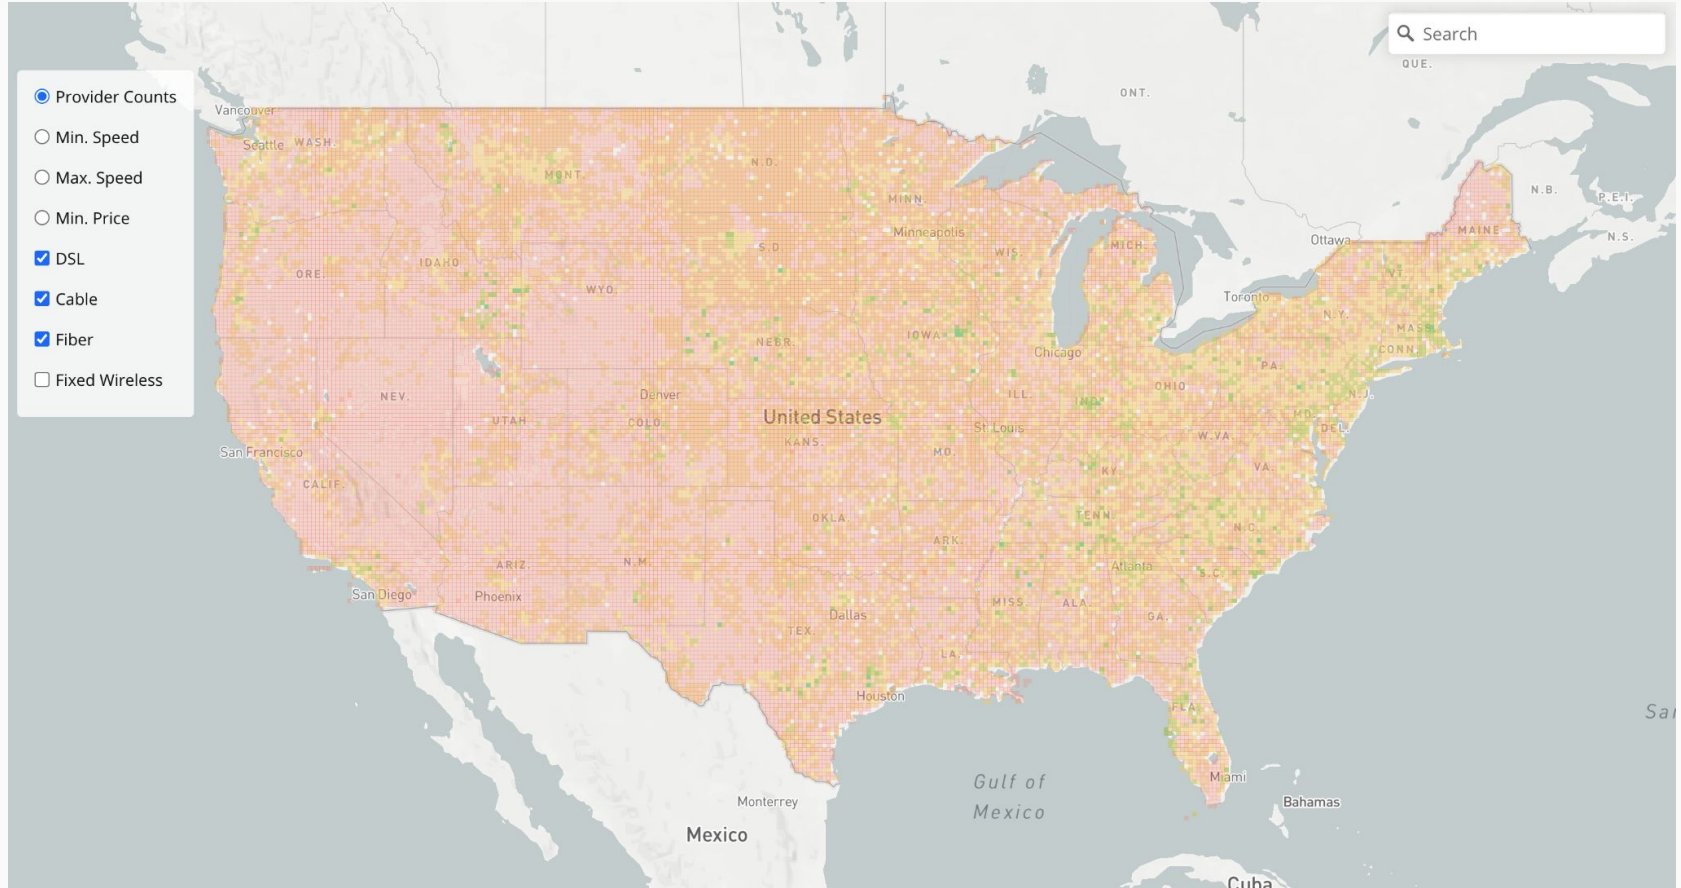 Search
QUE.
Provider Counts
Min. Speed
Max. Speed
Min. Price
DSL
Cable
Fiber
Fixed Wireless
ONT.
Vancouver
Seattle
WASH.
MONT.
N.D.
MINN.
Minneapolis
WIS.
MICH
Ottawa
MAINE
N.B.
P.E.I.
N.S.
ORE.
IDAHO
WYO
S.D.
Toronto
VT.
N.Y.
MASS
CONN
NEBR.
IOWA
Chicago
PA.
OHIO
N.J.
NEV.
UTAH
Denver
COLO
United States
KANS.
ILL.
IND.
St. Louis
MO.
W.VA.
MD.
DEL.
San Francisco
CALIF.
KY.
VA.
OKLA.
TENN.
N.C.
ARK.
ARIZ.
N.M.
Atlanta
S.C.
San Diego
Phoenix
Dallas
TEX.
MISS.
ALA.
GA.
LA.
Houston
FLA.
Miami
Gulf of
Mexico
Monterrey
Mexico
Bahamas
Cuba